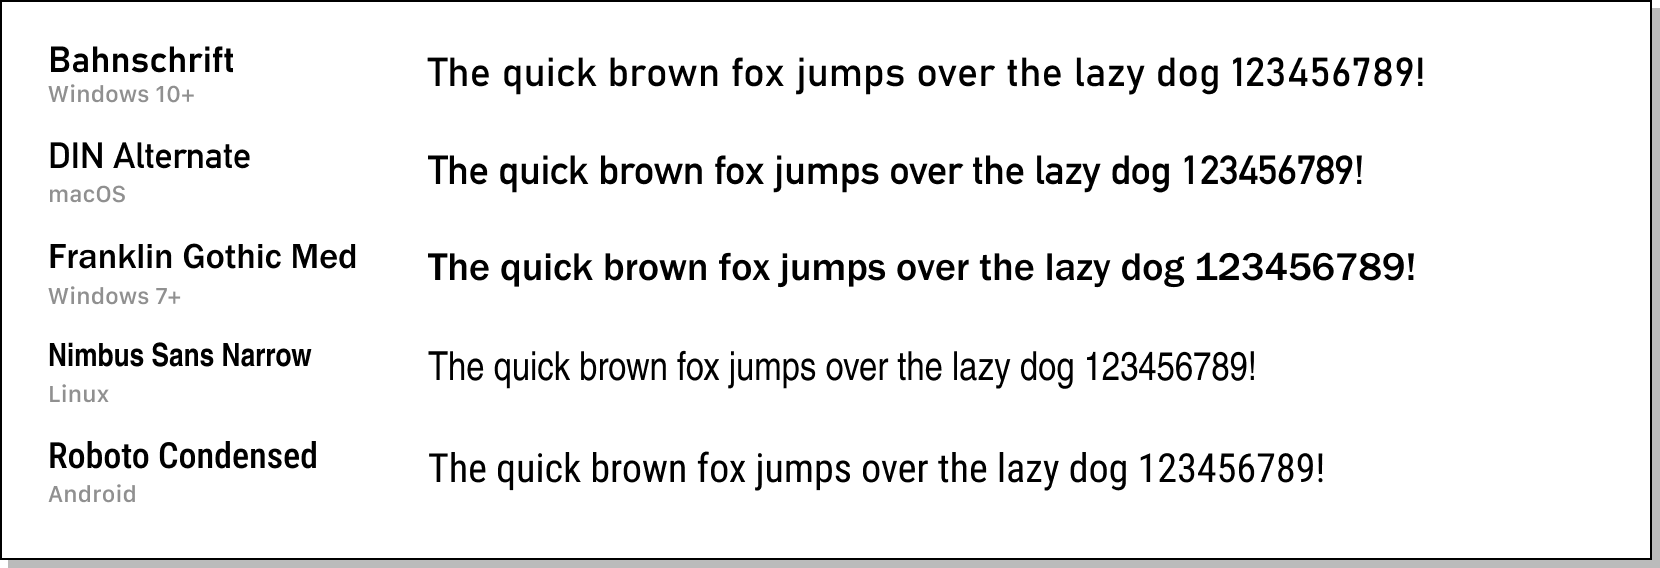 Bahnschrift
Windows 10+
The quick brown fox jumps over the lazy dog 123456789!
DIN Alternate
macOS
The quick brown fox jumps over the lazy dog 123456789!
Franklin Gothic Med
Windows 7+
The quick brown fox jumps over the lazy dog 123456789!
Nimbus Sans Narrow
Linux
The quick brown fox jumps over the lazy dog 123456789!
Roboto Condensed
Android
The quick brown fox jumps over the lazy dog 123456789!